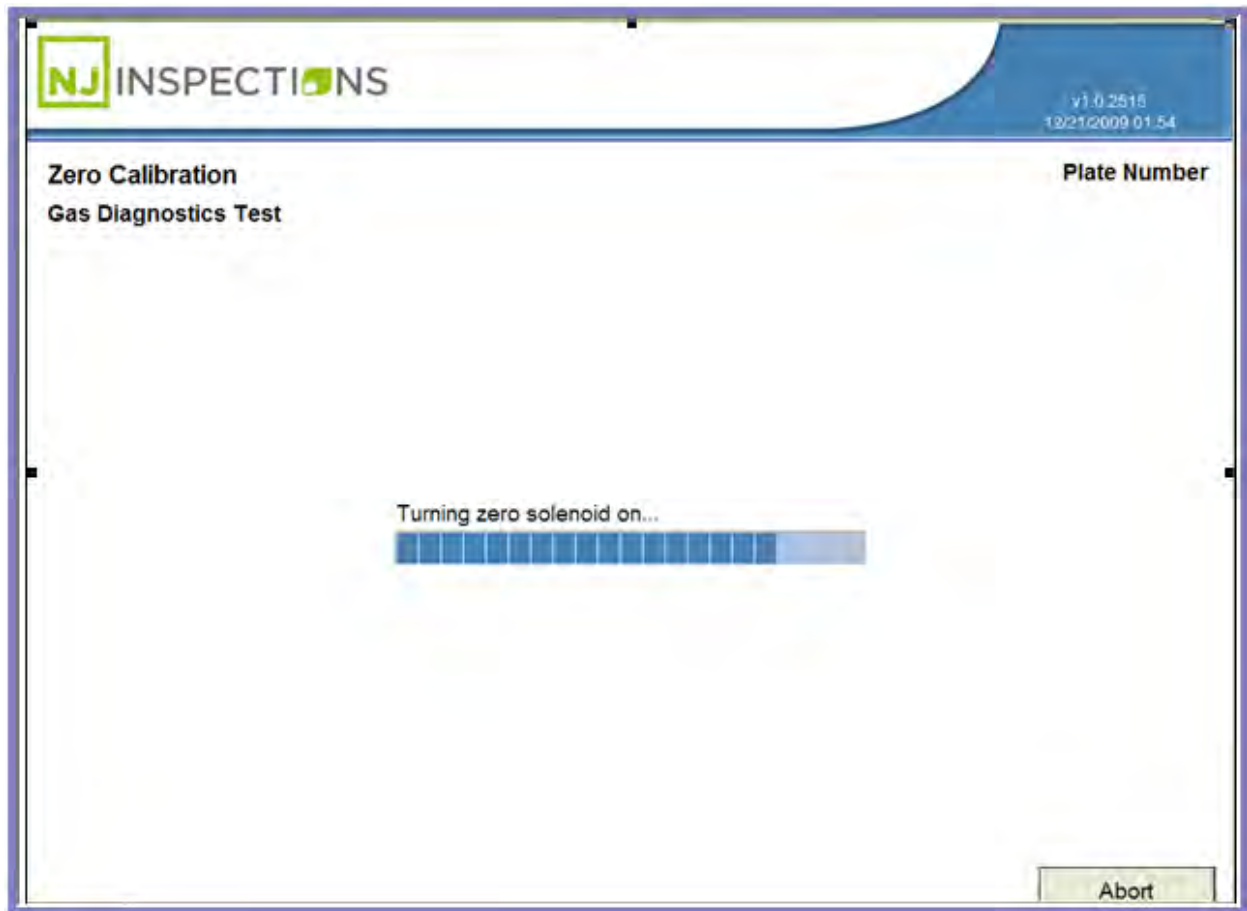 NJ INSPECTIONS
v1.0.2515
12/21/2009 01:54
Zero Calibration
Plate Number
Gas Diagnostics Test
Turning zero solenoid on...
Abort